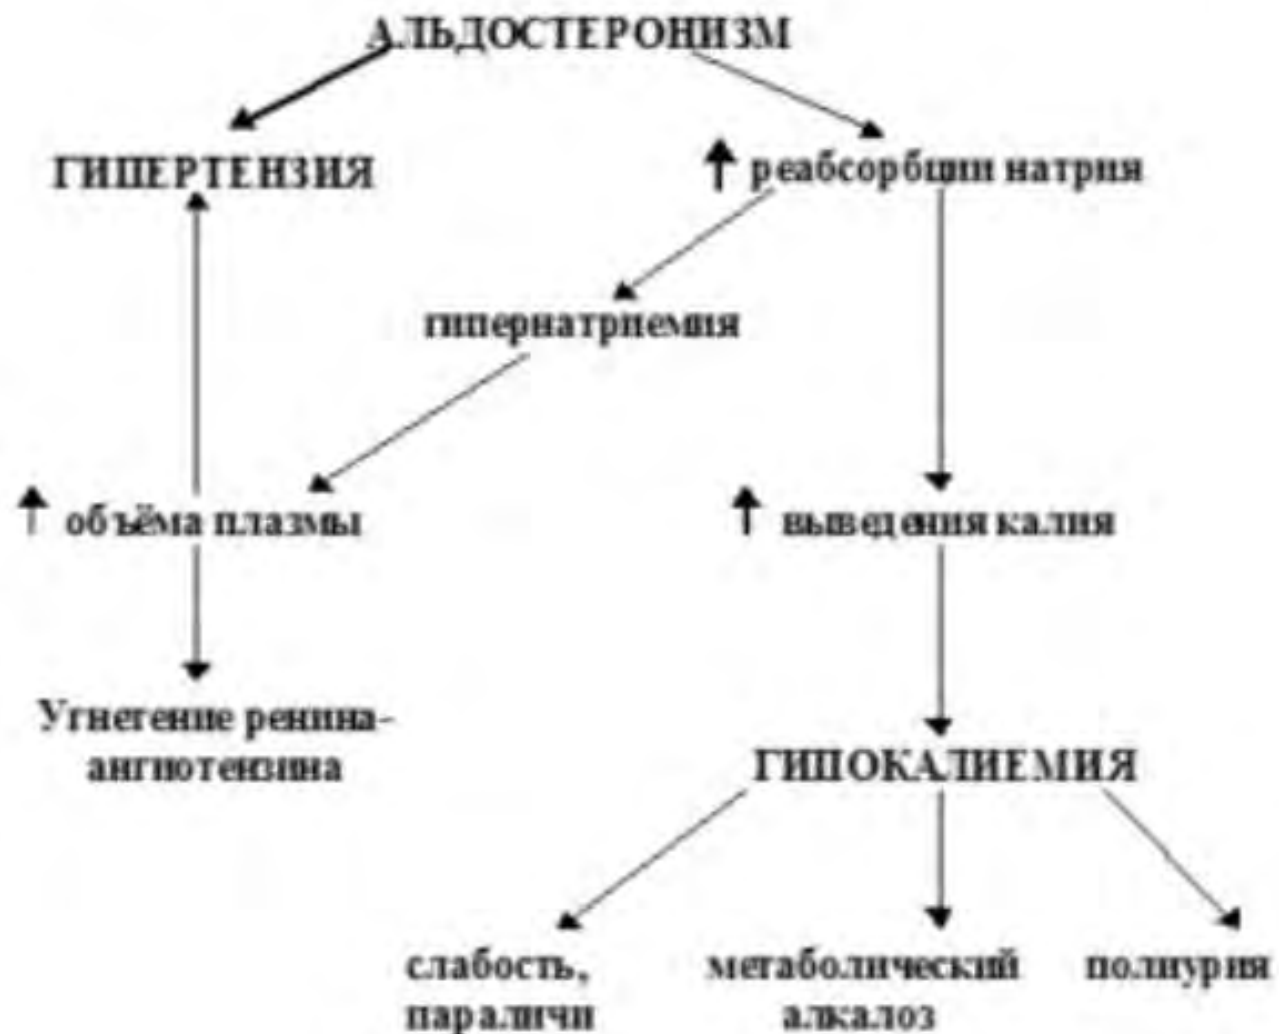 АЛЬДОСТЕРОНИЗМ
ГИПЕРТЕНЗИЯ
↑ реабсорбции натрия
гипернатриемия
↑ объёма плазмы
↑ выведения калия
Угнетение ренина-
ангиотензина
ГИПОКАЛИЕМИЯ
слабость,
параличи
метаболический
алкалоз
полиурия